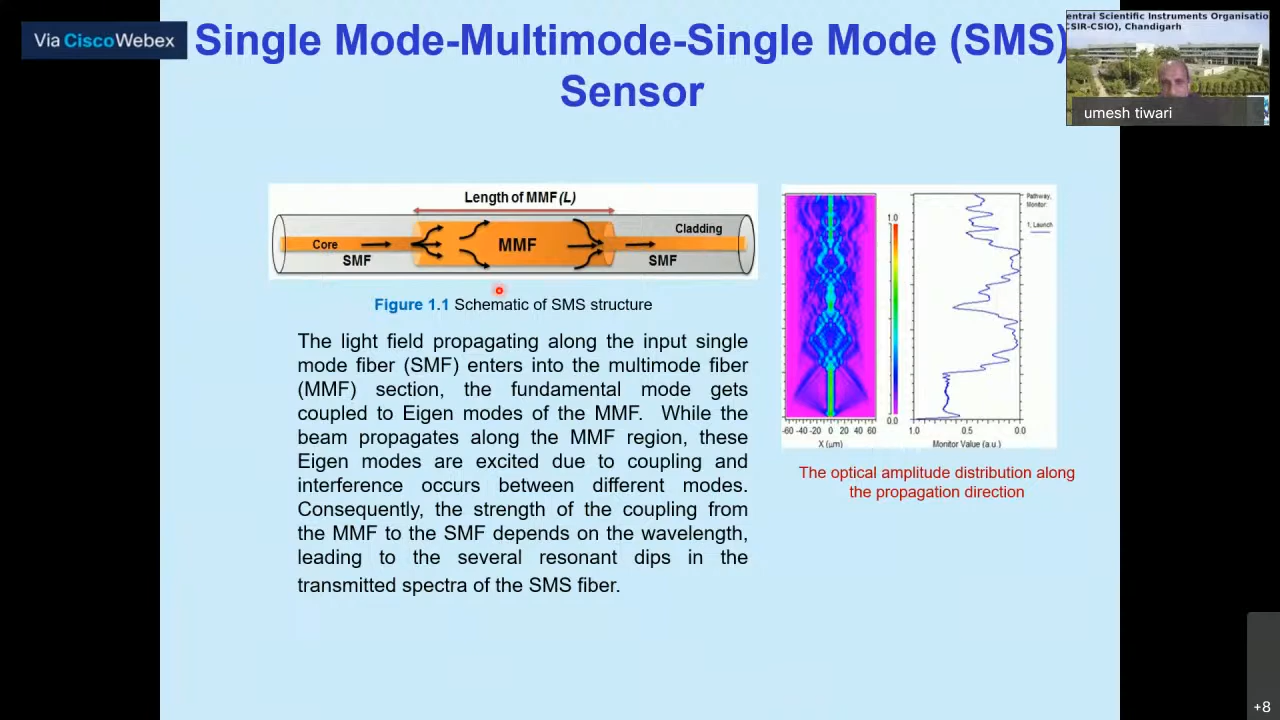 Via Cisco Webex
Single Mode-Multimode-Single Mode (SMS)
Sensor
entral Scientific Instruments Organisatio
CSIR-CSIO), Chandigarh
umesh tiwari
Length of MMF (L)
Core
SMF
MMF
Cladding
SMF
Figure 1.1 Schematic of SMS structure
The light field propagating along the input single
mode fiber (SMF) enters into the multimode fiber
(MMF) section, the fundamental mode gets
coupled to Eigen modes of the MMF. While the
beam propagates along the MMF region, these
Eigen modes are excited due to coupling and
interference occurs between different modes.
Consequently, the strength of the coupling from
the MMF to the SMF depends on the wavelength,
leading to the several resonant dips in the
transmitted spectra of the SMS fiber.
1.0
0.0
-60 -40 -20 0 20 40 60
X (μm)
Pathway,
Monitor:
1, Launch
1.0 0.5 0.0
Monitor Value (a.u.)
The optical amplitude distribution along
the propagation direction
+8